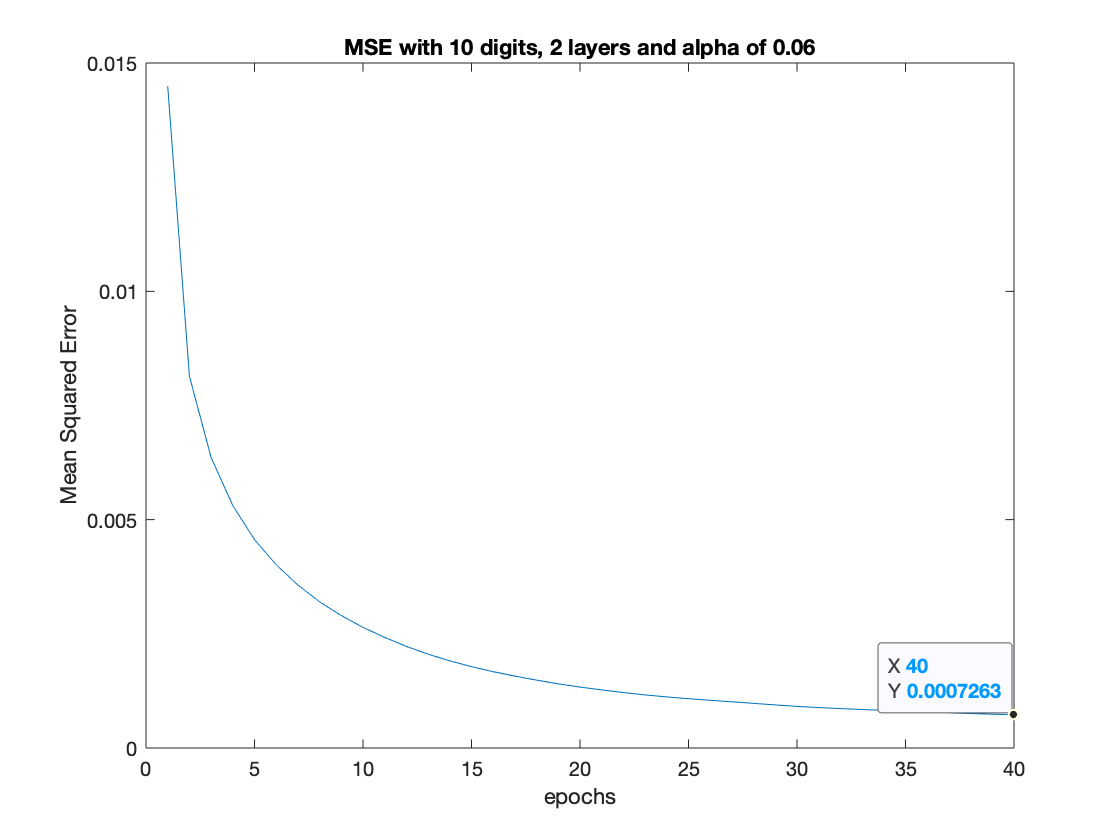 MSE with 10 digits, 2 layers and alpha of 0.06
0.015
0.01
0.005
0
Mean Squared Error
X 40
Y 0.0007263
0 5 10 15 20 25 30 35 40
epochs